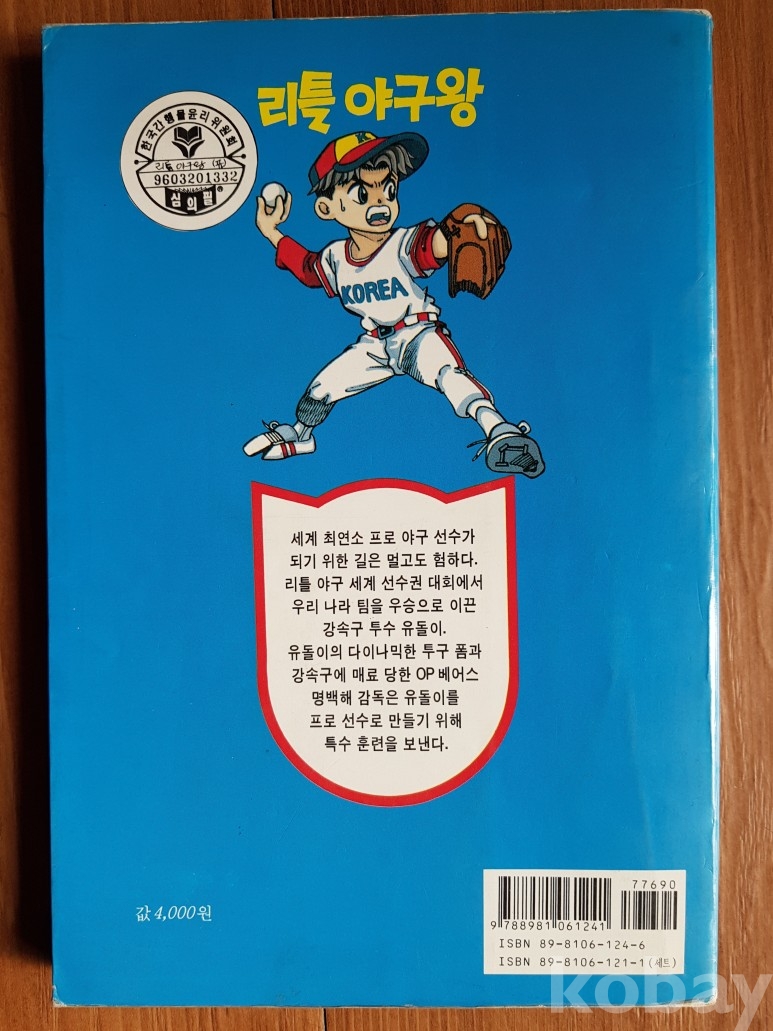 리틀 야구왕
한국간행물윤리위원회
리틀 야구왕
9603201332
심의필
K
KOREA
세계 최연소 프로 야구 선수가
되기 위한 길은 멀고도 험하다.
리틀 야구 세계 선수권 대회에서
우리 나라 팀을 우승으로 이끈
강속구 투수 유돌이.
유돌이의 다이나믹한 투구 폼과
강속구에 매료 당한 OP 베어스
명백해 감독은 유돌이를
프로 선수로 만들기 위해
특수 훈련을 보낸다.
값 4,000원
77690
9 788981 061241
ISBN 89-8106-124-6
ISBN 89-8106-121-1 (세트)
kobay